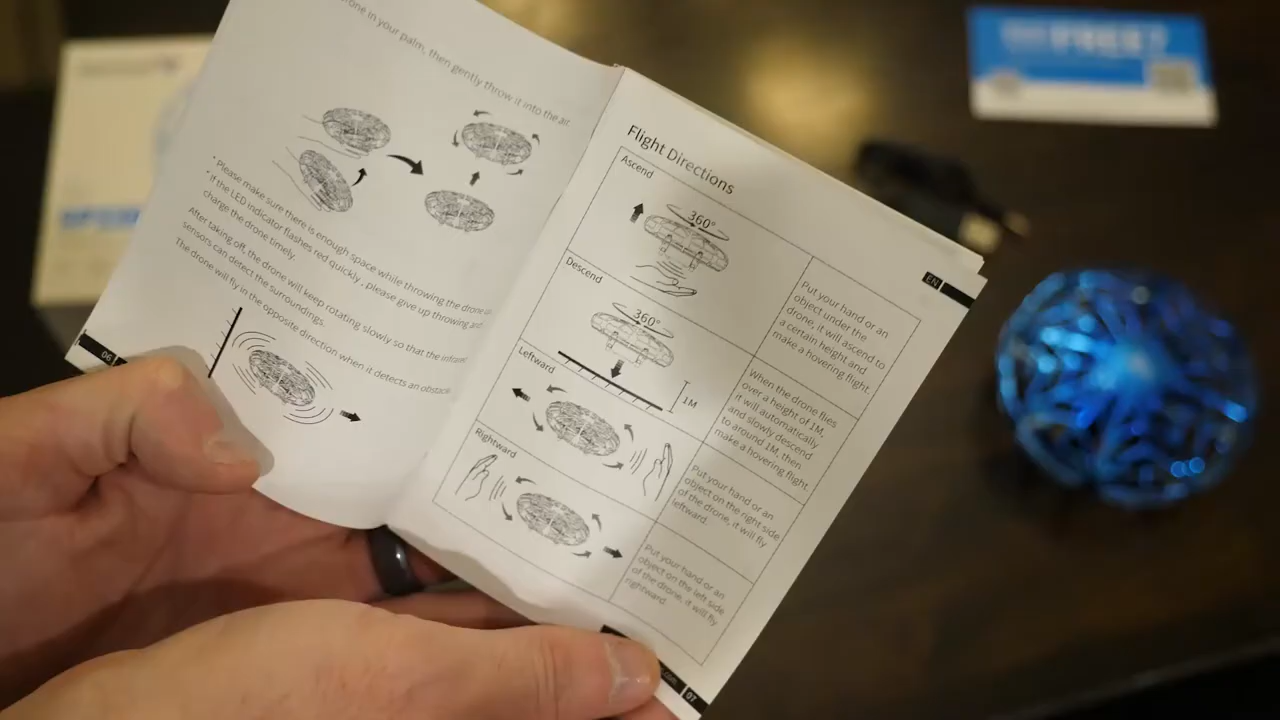 drone in your palm, then gently throw it into the air.
* Please make sure there is enough space while throwing the drone
* If the LED indicator flashes red quickly , please give up throwing and
charge the drone timely.
After taking off, the drone will keep rotating slowly so that the infrared
sensors can detect the surroundings.
The drone will fly in the opposite direction when it detects an obstacle
06
Flight Directions
EN
Ascend
360°
Put your hand or an
object under the
drone, it will ascend to
a certain height and
make a hovering flight.
Descend
360°
1M
When the drone flies
over a height of 1M,
it will automatically
and slowly descend
to around 1M, then
make a hovering flight.
Leftward
Put your hand or an
object on the right side
of the drone, it will fly
leftward.
Rightward
Put your hand or an
object on the left side
of the drone, it will fly
rightward.
.com
07
FREE